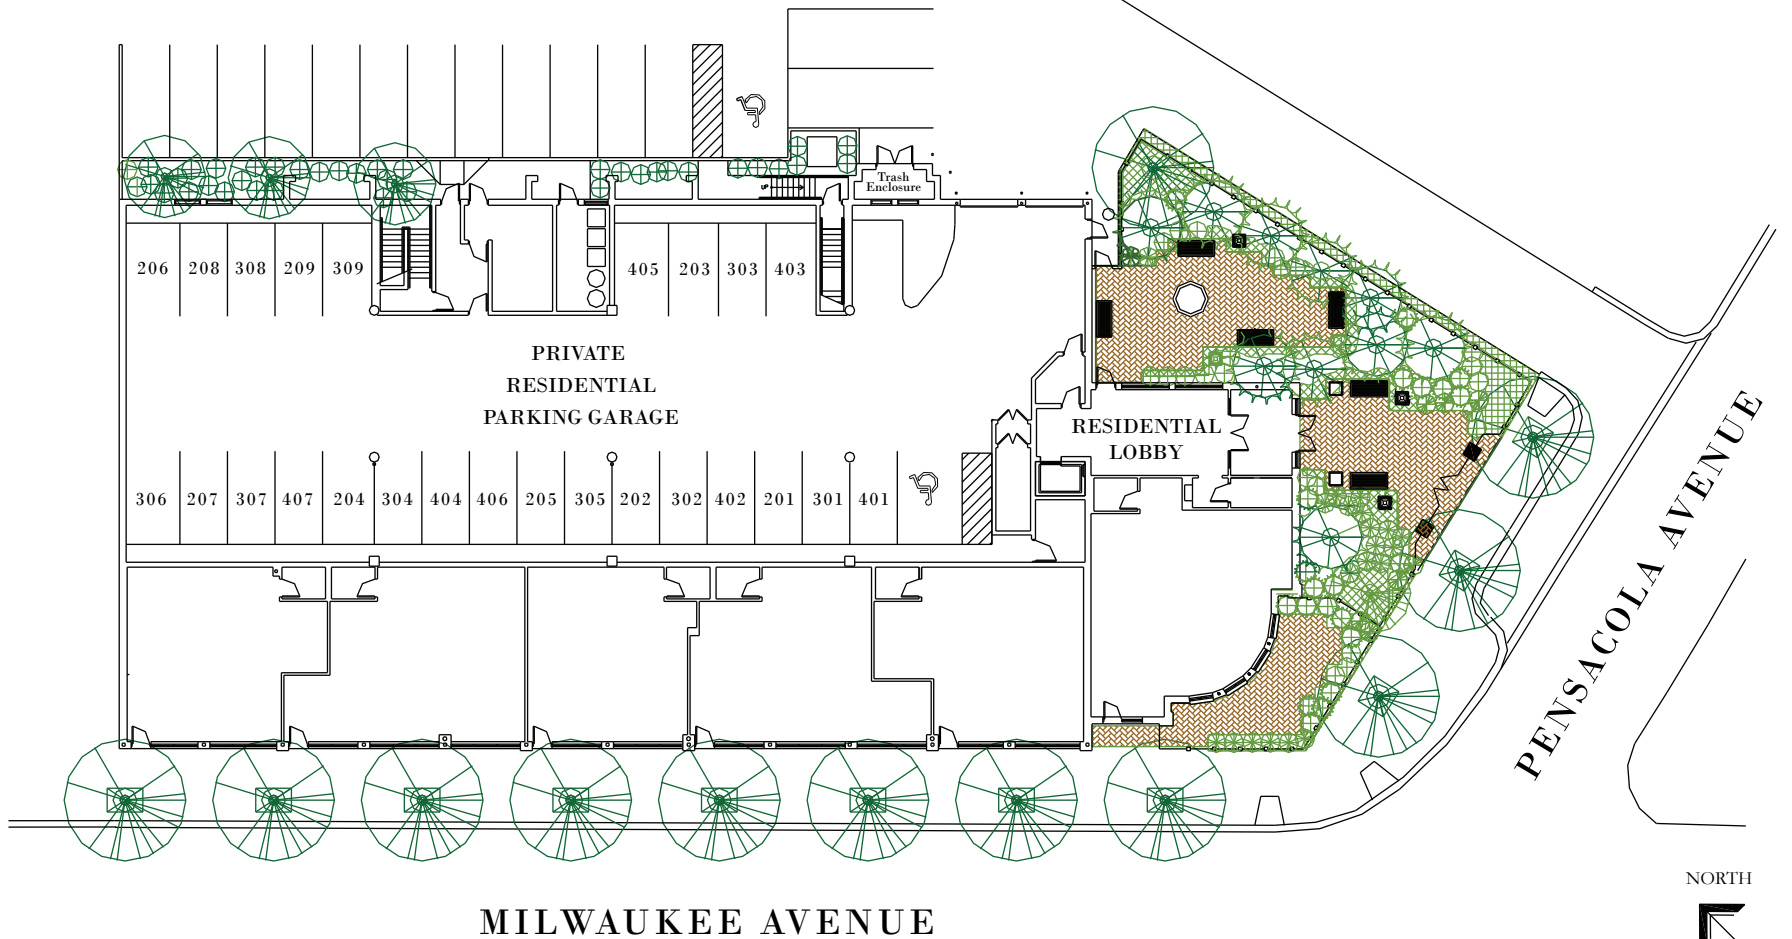 Trash
Enclosure
206 208 308 209 309 405 203 303 403
PRIVATE
RESIDENTIAL
PARKING GARAGE
RESIDENTIAL
LOBBY
306 207 307 407 204 304 404 406 205 305 202 302 402 201 301 401
PENSACOLA AVENUE
NORTH
MILWAUKEE AVENUE